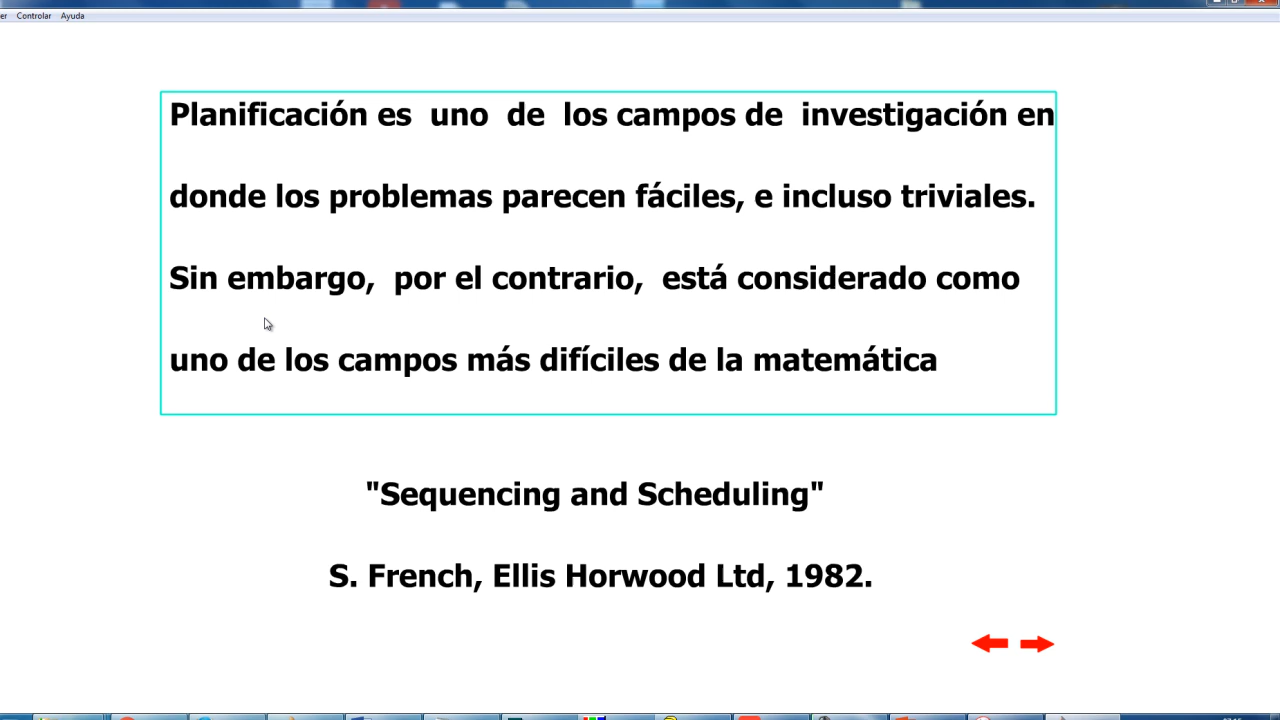 Controlar Ayuda
Planificación es uno de los campos de investigación en
donde los problemas parecen fáciles, e incluso triviales.
Sin embargo, por el contrario, está considerado como
uno de los campos más difíciles de la matemática
"Sequencing and Scheduling"
S. French, Ellis Horwood Ltd, 1982.